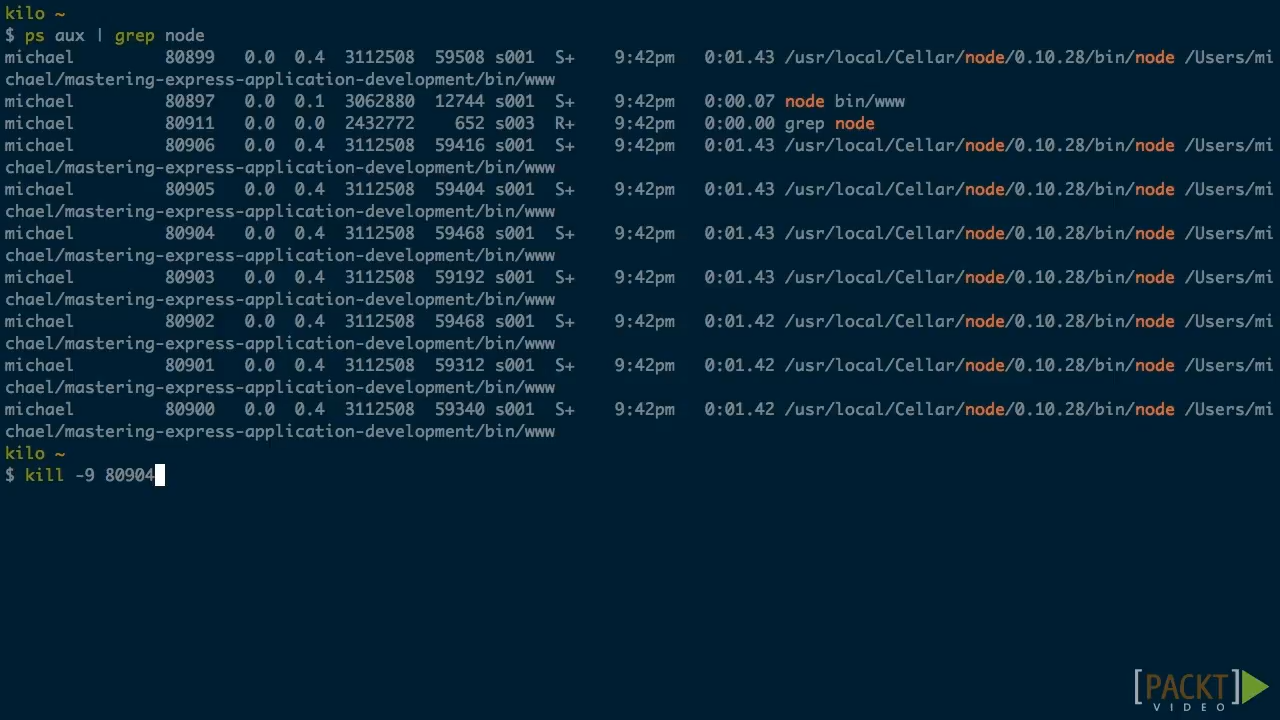 kilo ~
$ ps aux | grep node
michael 80899 0.0 0.4 3112508 59508 s001 S+ 9:42pm 0:01.43 /usr/local/Cellar/node/0.10.28/bin/node /Users/mi
chael/mastering-express-application-development/bin/www
michael 80897 0.0 0.1 3062880 12744 s001 S+ 9:42pm 0:00.07 node bin/www
michael 80911 0.0 0.0 2432772 652 s003 R+ 9:42pm 0:00.00 grep node
michael 80906 0.0 0.4 3112508 59416 s001 S+ 9:42pm 0:01.43 /usr/local/Cellar/node/0.10.28/bin/node /Users/mi
chael/mastering-express-application-development/bin/www
michael 80905 0.0 0.4 3112508 59404 s001 S+ 9:42pm 0:01.43 /usr/local/Cellar/node/0.10.28/bin/node /Users/mi
chael/mastering-express-application-development/bin/www
michael 80904 0.0 0.4 3112508 59468 s001 S+ 9:42pm 0:01.43 /usr/local/Cellar/node/0.10.28/bin/node /Users/mi
chael/mastering-express-application-development/bin/www
michael 80903 0.0 0.4 3112508 59192 s001 S+ 9:42pm 0:01.43 /usr/local/Cellar/node/0.10.28/bin/node /Users/mi
chael/mastering-express-application-development/bin/www
michael 80902 0.0 0.4 3112508 59468 s001 S+ 9:42pm 0:01.42 /usr/local/Cellar/node/0.10.28/bin/node /Users/mi
chael/mastering-express-application-development/bin/www
michael 80901 0.0 0.4 3112508 59312 s001 S+ 9:42pm 0:01.42 /usr/local/Cellar/node/0.10.28/bin/node /Users/mi
chael/mastering-express-application-development/bin/www
michael 80900 0.0 0.4 3112508 59340 s001 S+ 9:42pm 0:01.42 /usr/local/Cellar/node/0.10.28/bin/node /Users/mi
chael/mastering-express-application-development/bin/www
kilo ~
$ kill -9 80904
[PACKT]
VIDEO